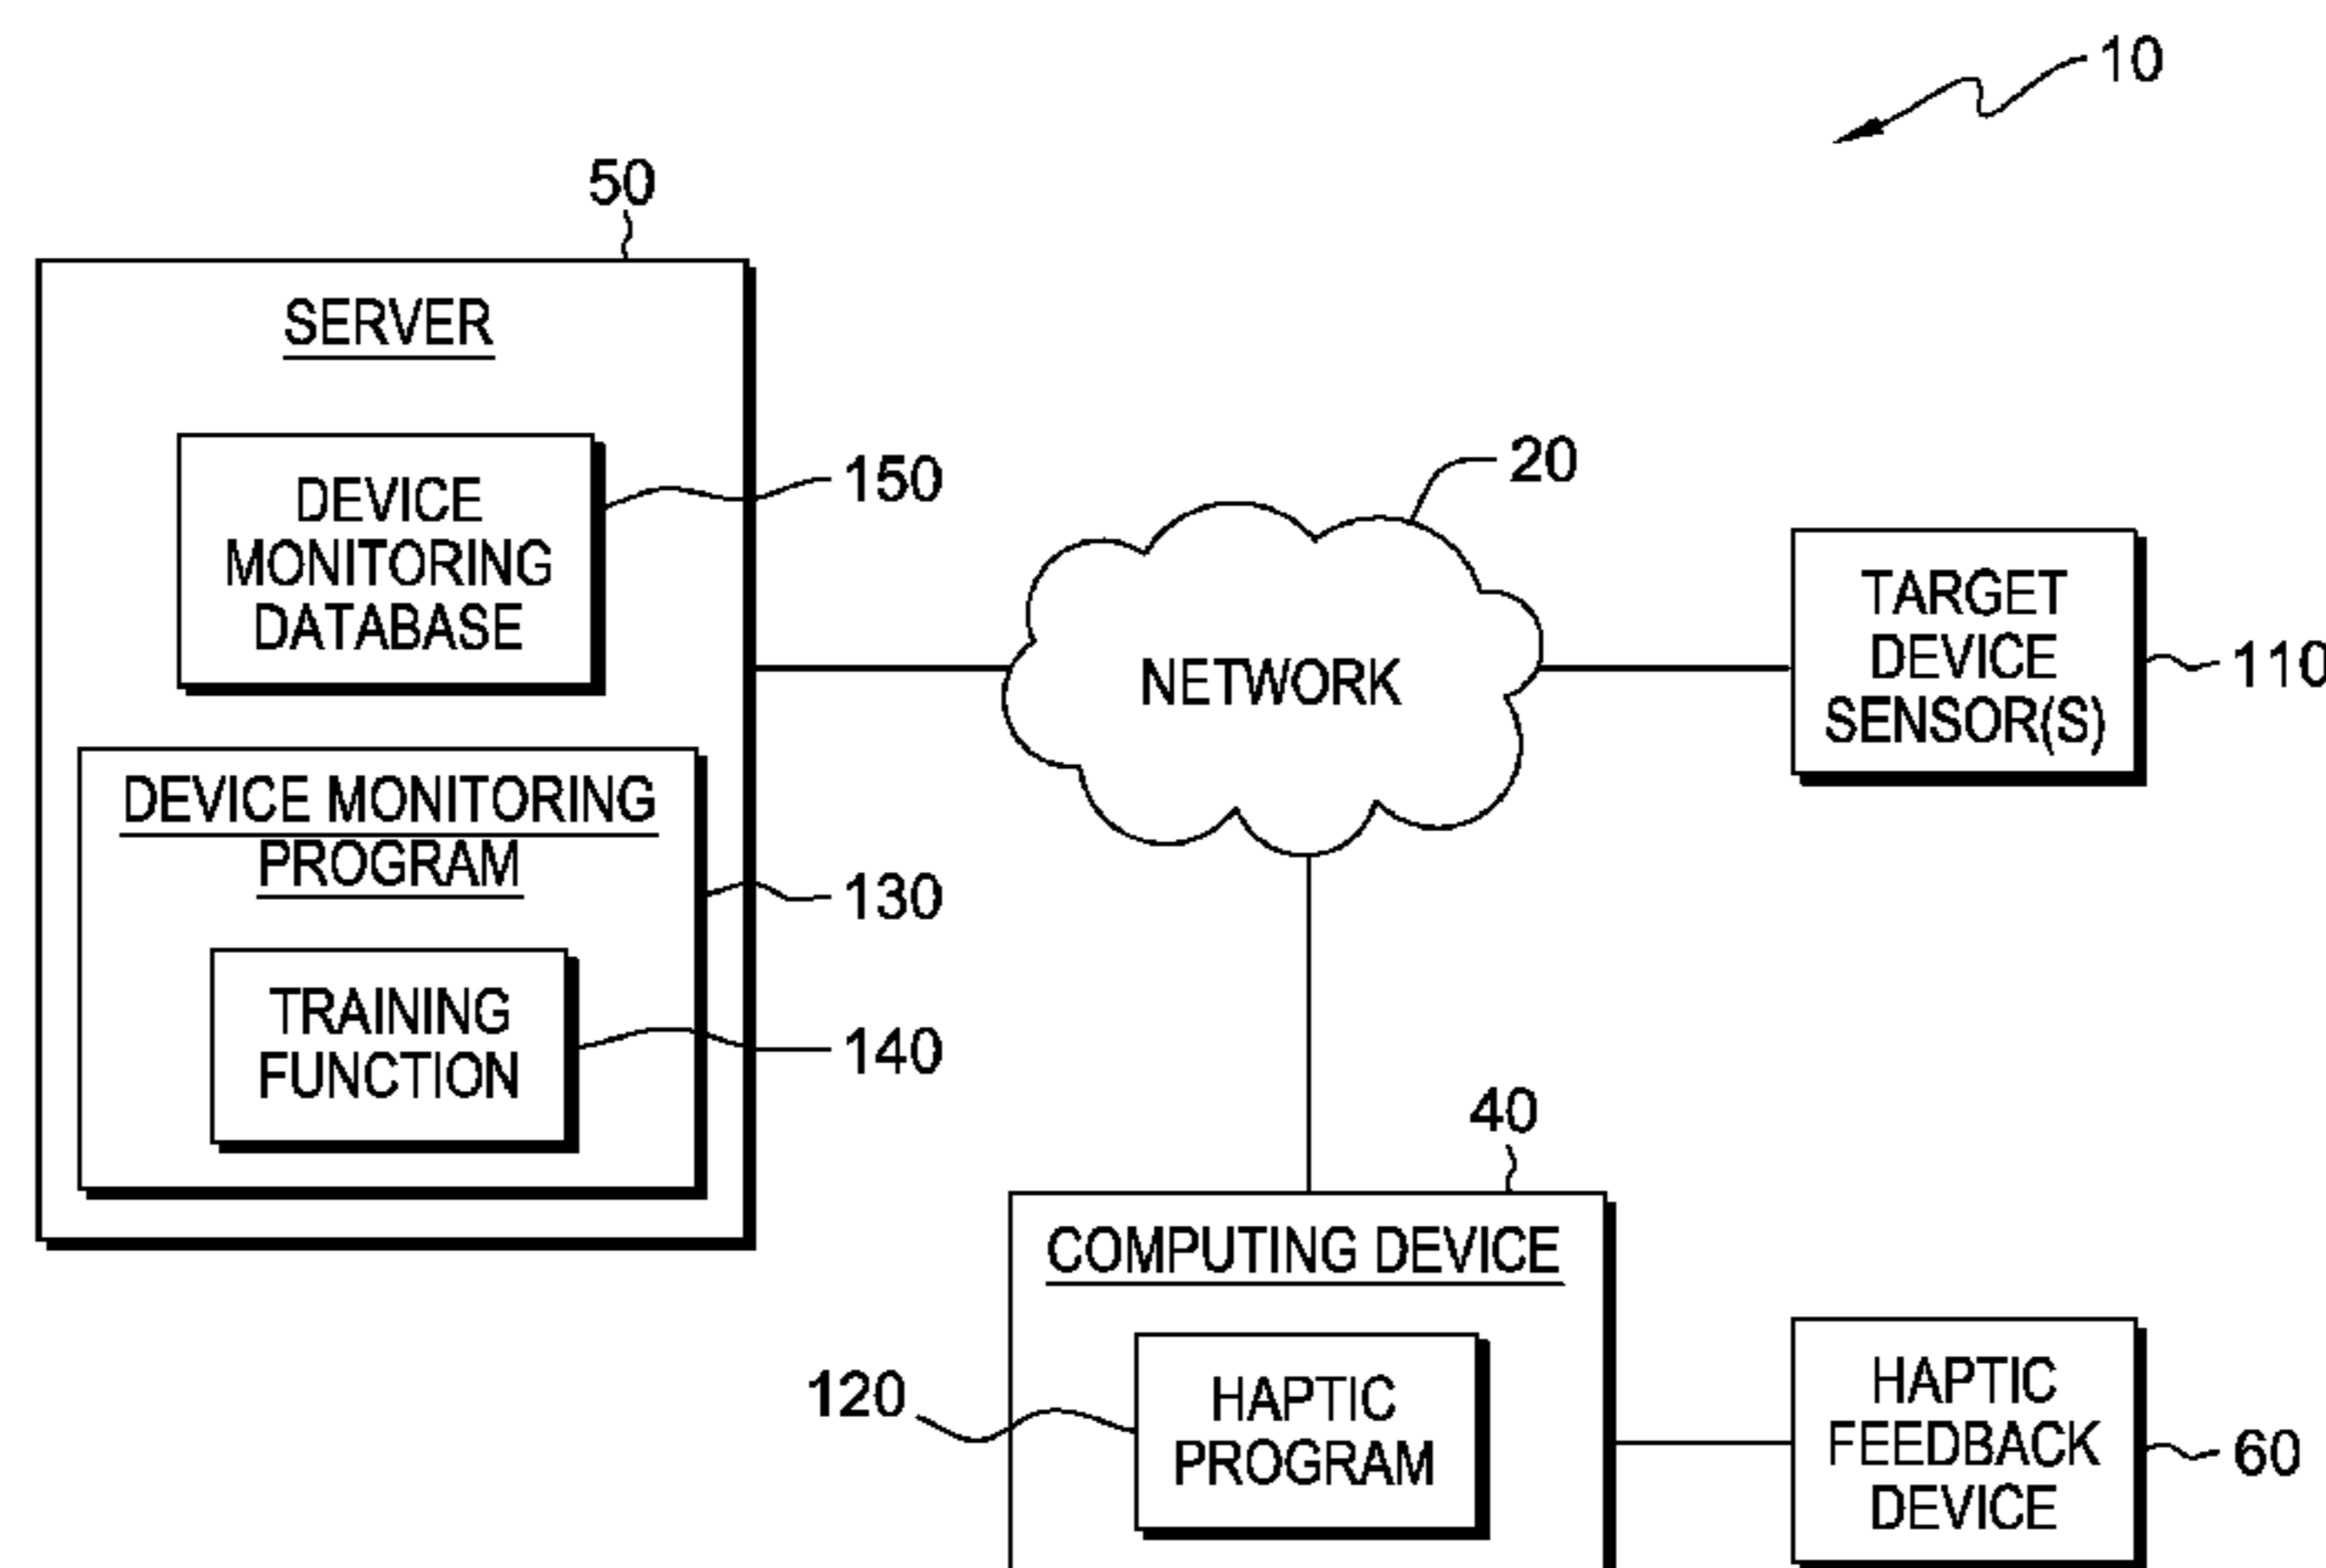 10
50
SERVER
DEVICE
MONITORING
DATABASE
150
DEVICE MONITORING
PROGRAM
130
TRAINING
FUNCTION
140
20
NETWORK
TARGET
DEVICE
SENSOR(S)
110
40
COMPUTING DEVICE
120
HAPTIC
PROGRAM
HAPTIC
FEEDBACK
DEVICE
60